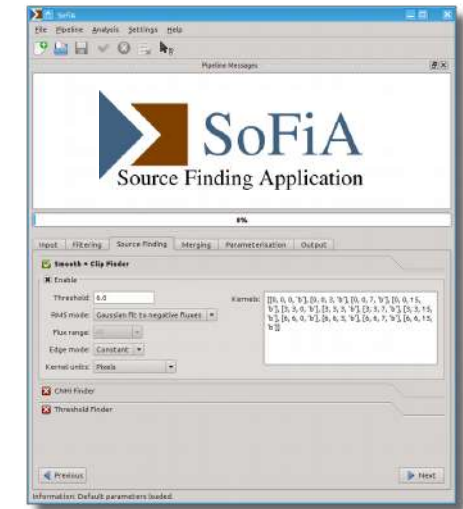 SoFiA
File Pipeline Analysis Settings Help
Pipeline Messages
SoFiA
Source Finding Application
0%
Input Filtering Source Finding Merging Parameterisation Output
Smooth + Clip Finder
Enable
Threshold: 6.0
Kernels: [[0, 0, 0, 'b'], [0, 0, 3, 'b'], [0, 0, 7, 'b'], [0, 0, 15,
'b'], [3, 3, 0, 'b'], [3, 3, 3, 'b'], [3, 3, 7, 'b'], [3, 3, 15,
'b'], [6, 6, 0, 'b'], [6, 6, 3, 'b'], [6, 6, 7, 'b'], [6, 6, 15,
'b']]
RMS mode: Gaussian fit to negative fluxes
Flux range:
Edge mode: Constant
Kernel units: Pixels
CNHI Finder
Threshold Finder
Previous Next
Information: Default parameters loaded.